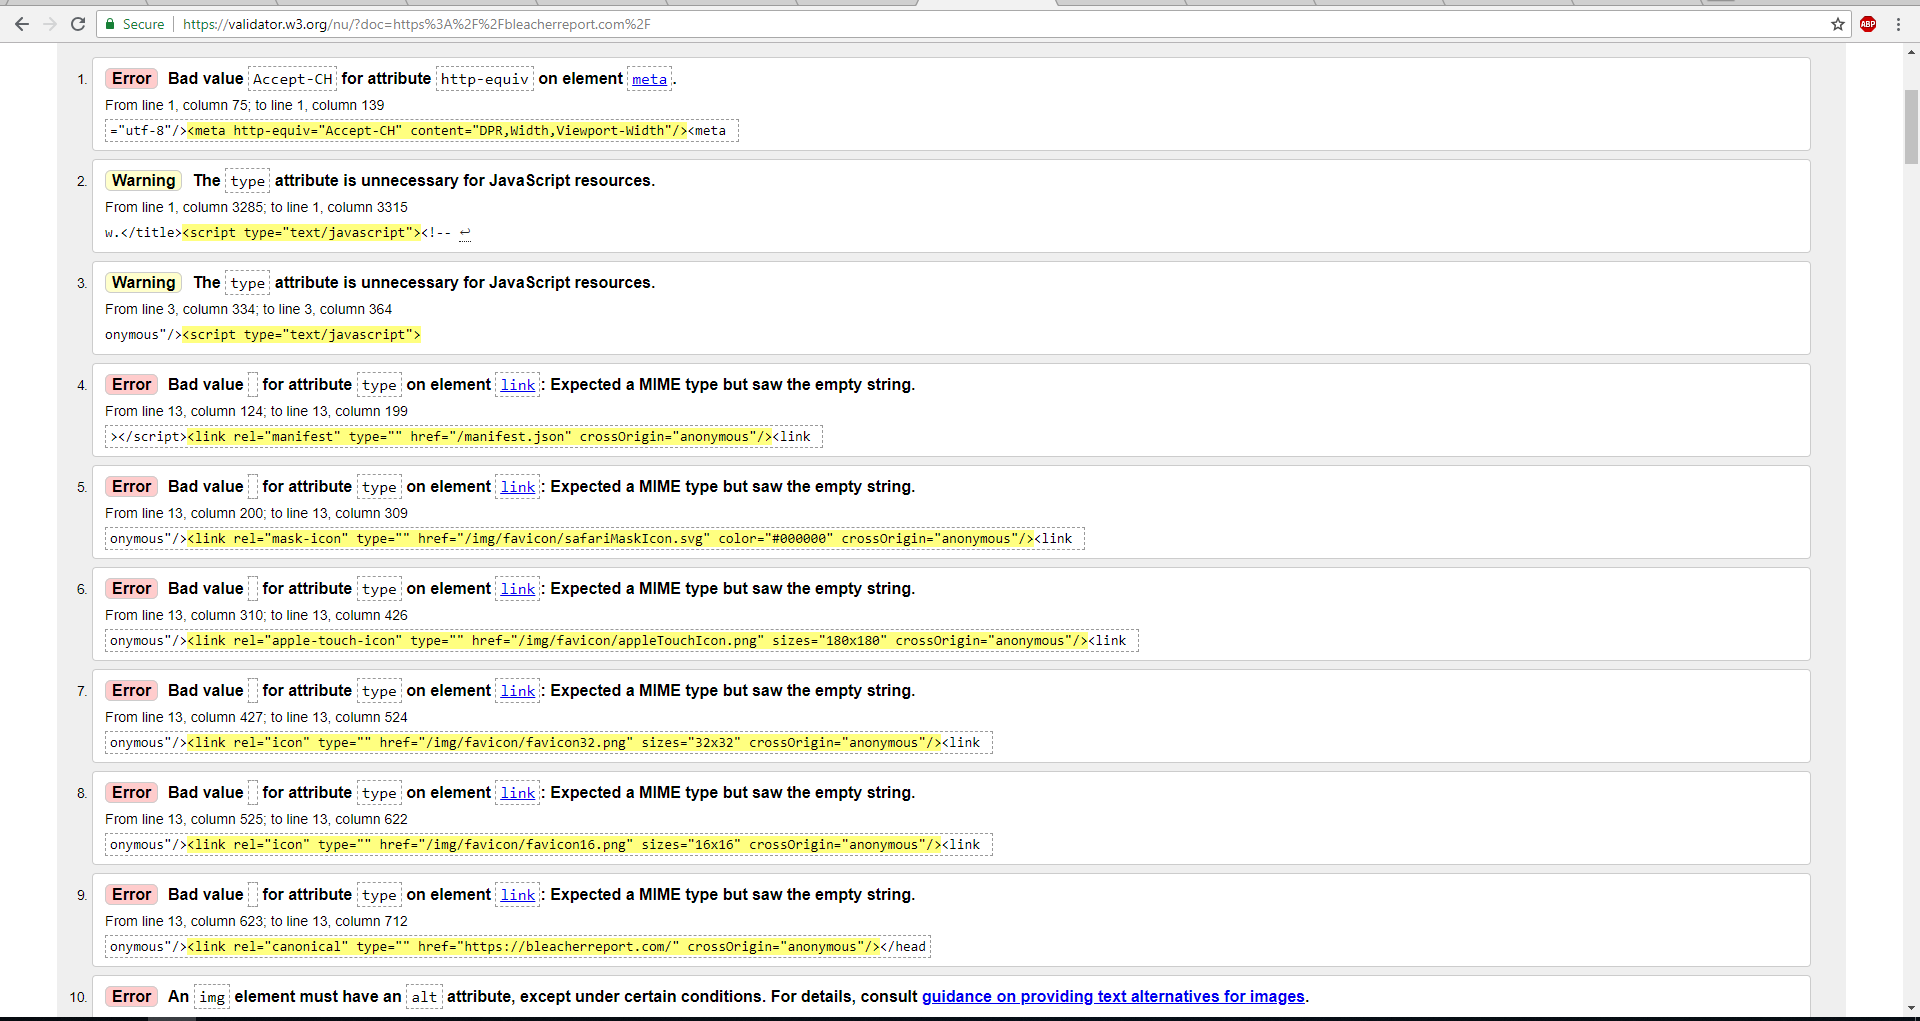 Secure https://validator.w3.org/nu/?doc=https%3A%2F%2Fbleacherreport.com%2F ABP
1. Error Bad value Accept-CH for attribute http-equiv on element meta.
From line 1, column 75; to line 1, column 139
="utf-8"/><meta http-equiv="Accept-CH" content="DPR,Width,Viewport-Width"/><meta
2. Warning The type attribute is unnecessary for JavaScript resources.
From line 1, column 3285; to line 1, column 3315
w.</title><script type="text/javascript"><!-- ↩
3. Warning The type attribute is unnecessary for JavaScript resources.
From line 3, column 334; to line 3, column 364
onymous"/><script type="text/javascript">
4. Error Bad value for attribute type on element link: Expected a MIME type but saw the empty string.
From line 13, column 124; to line 13, column 199
></script><link rel="manifest" type="" href="/manifest.json" crossOrigin="anonymous"/><link
5. Error Bad value for attribute type on element link: Expected a MIME type but saw the empty string.
From line 13, column 200; to line 13, column 309
onymous"/><link rel="mask-icon" type="" href="/img/favicon/safariMaskIcon.svg" color="#000000" crossOrigin="anonymous"/><link
6. Error Bad value for attribute type on element link: Expected a MIME type but saw the empty string.
From line 13, column 310; to line 13, column 426
onymous"/><link rel="apple-touch-icon" type="" href="/img/favicon/appleTouchIcon.png" sizes="180x180" crossOrigin="anonymous"/><link
7. Error Bad value for attribute type on element link: Expected a MIME type but saw the empty string.
From line 13, column 427; to line 13, column 524
onymous"/><link rel="icon" type="" href="/img/favicon/favicon32.png" sizes="32x32" crossOrigin="anonymous"/><link
8. Error Bad value for attribute type on element link: Expected a MIME type but saw the empty string.
From line 13, column 525; to line 13, column 622
onymous"/><link rel="icon" type="" href="/img/favicon/favicon16.png" sizes="16x16" crossOrigin="anonymous"/><link
9. Error Bad value for attribute type on element link: Expected a MIME type but saw the empty string.
From line 13, column 623; to line 13, column 712
onymous"/><link rel="canonical" type="" href="https://bleacherreport.com/" crossOrigin="anonymous"/></head
10. Error An img element must have an alt attribute, except under certain conditions. For details, consult guidance on providing text alternatives for images.